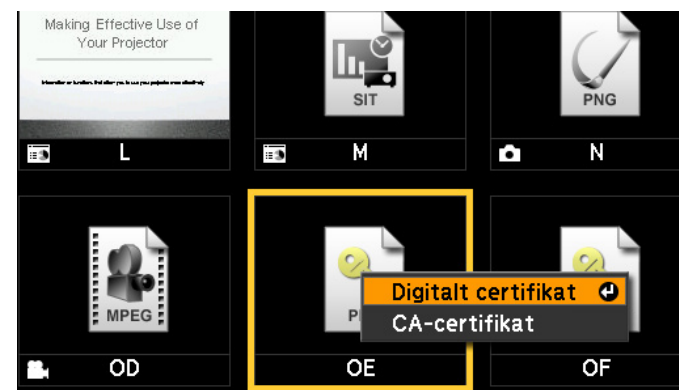 Making Effective Use of
Your Projector
SIT
PNG
L
M
N
MPEG
Digitalt certifikat
CA-certifikat
OD
OE
OF